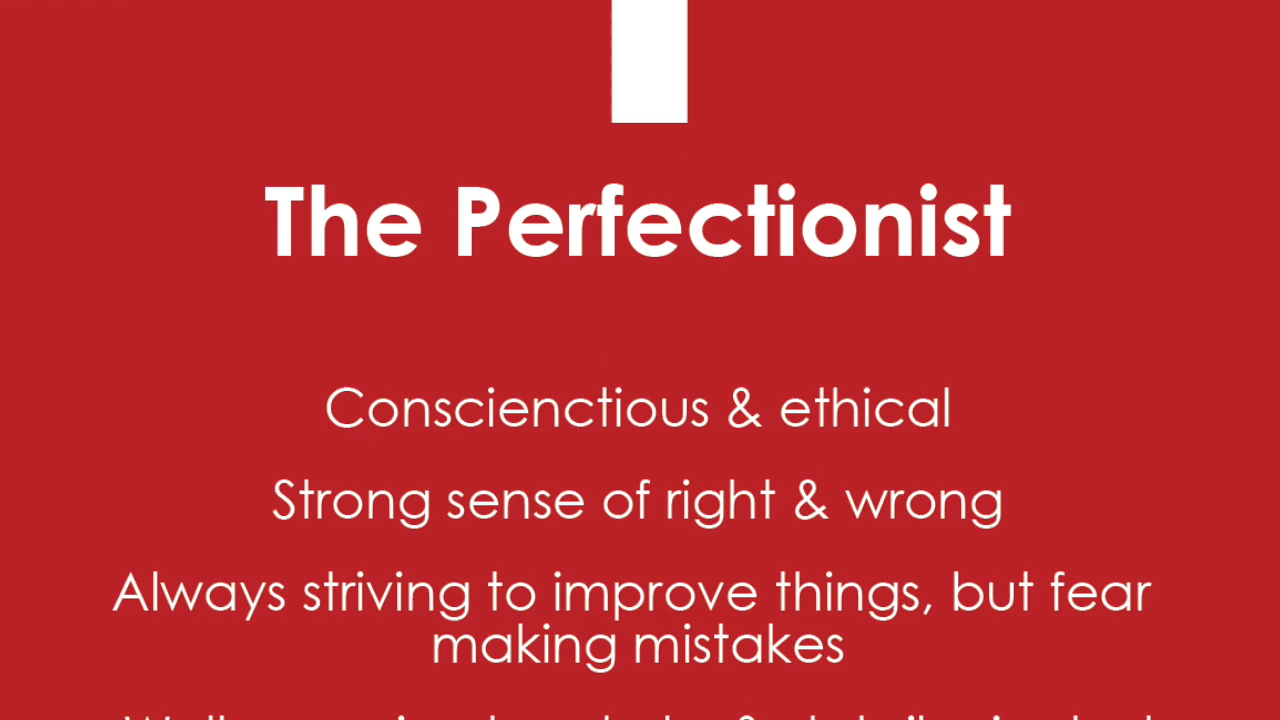 The Perfectionist
Conscienctious & ethical
Strong sense of right & wrong
Always striving to improve things, but fear
making mistakes